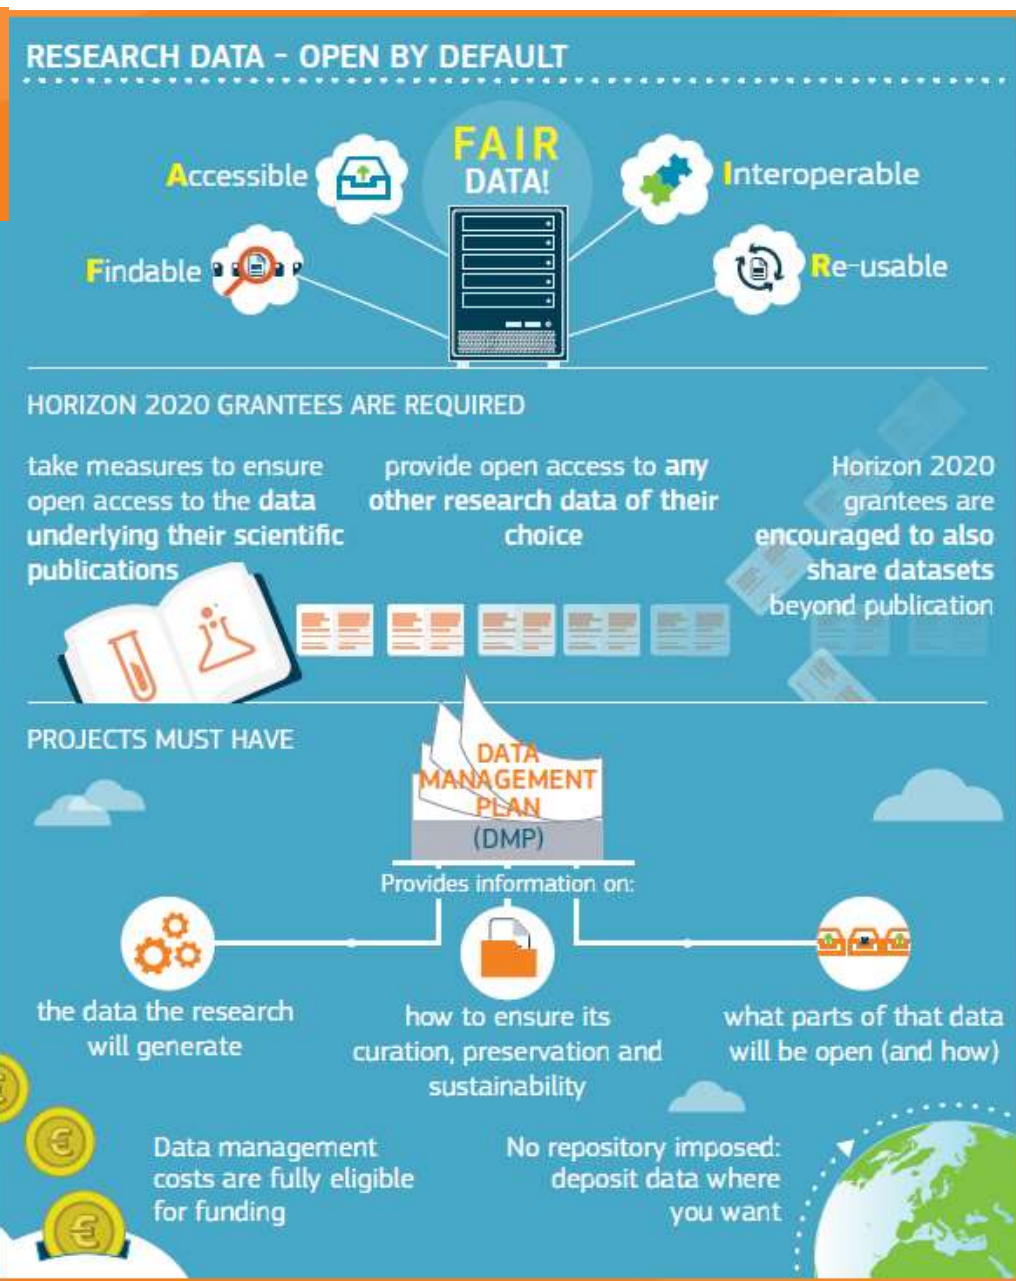 RESEARCH DATA - OPEN BY DEFAULT
FAIR
DATA!
Accessible
Interoperable
Findable
Re-usable
HORIZON 2020 GRANTEES ARE REQUIRED
take measures to ensure
open access to the data
underlying their scientific
publications
provide open access to any
other research data of their
choice
Horizon 2020
grantees are
encouraged to also
share datasets
beyond publication
PROJECTS MUST HAVE
DATA
MANAGEMENT
PLAN
(DMP)
Provides information on:
the data the research
will generate
how to ensure its
curation, preservation and
sustainability
what parts of that data
will be open (and how)
Data management
costs are fully eligible
for funding
No repository imposed:
deposit data where
you want
€
€
€